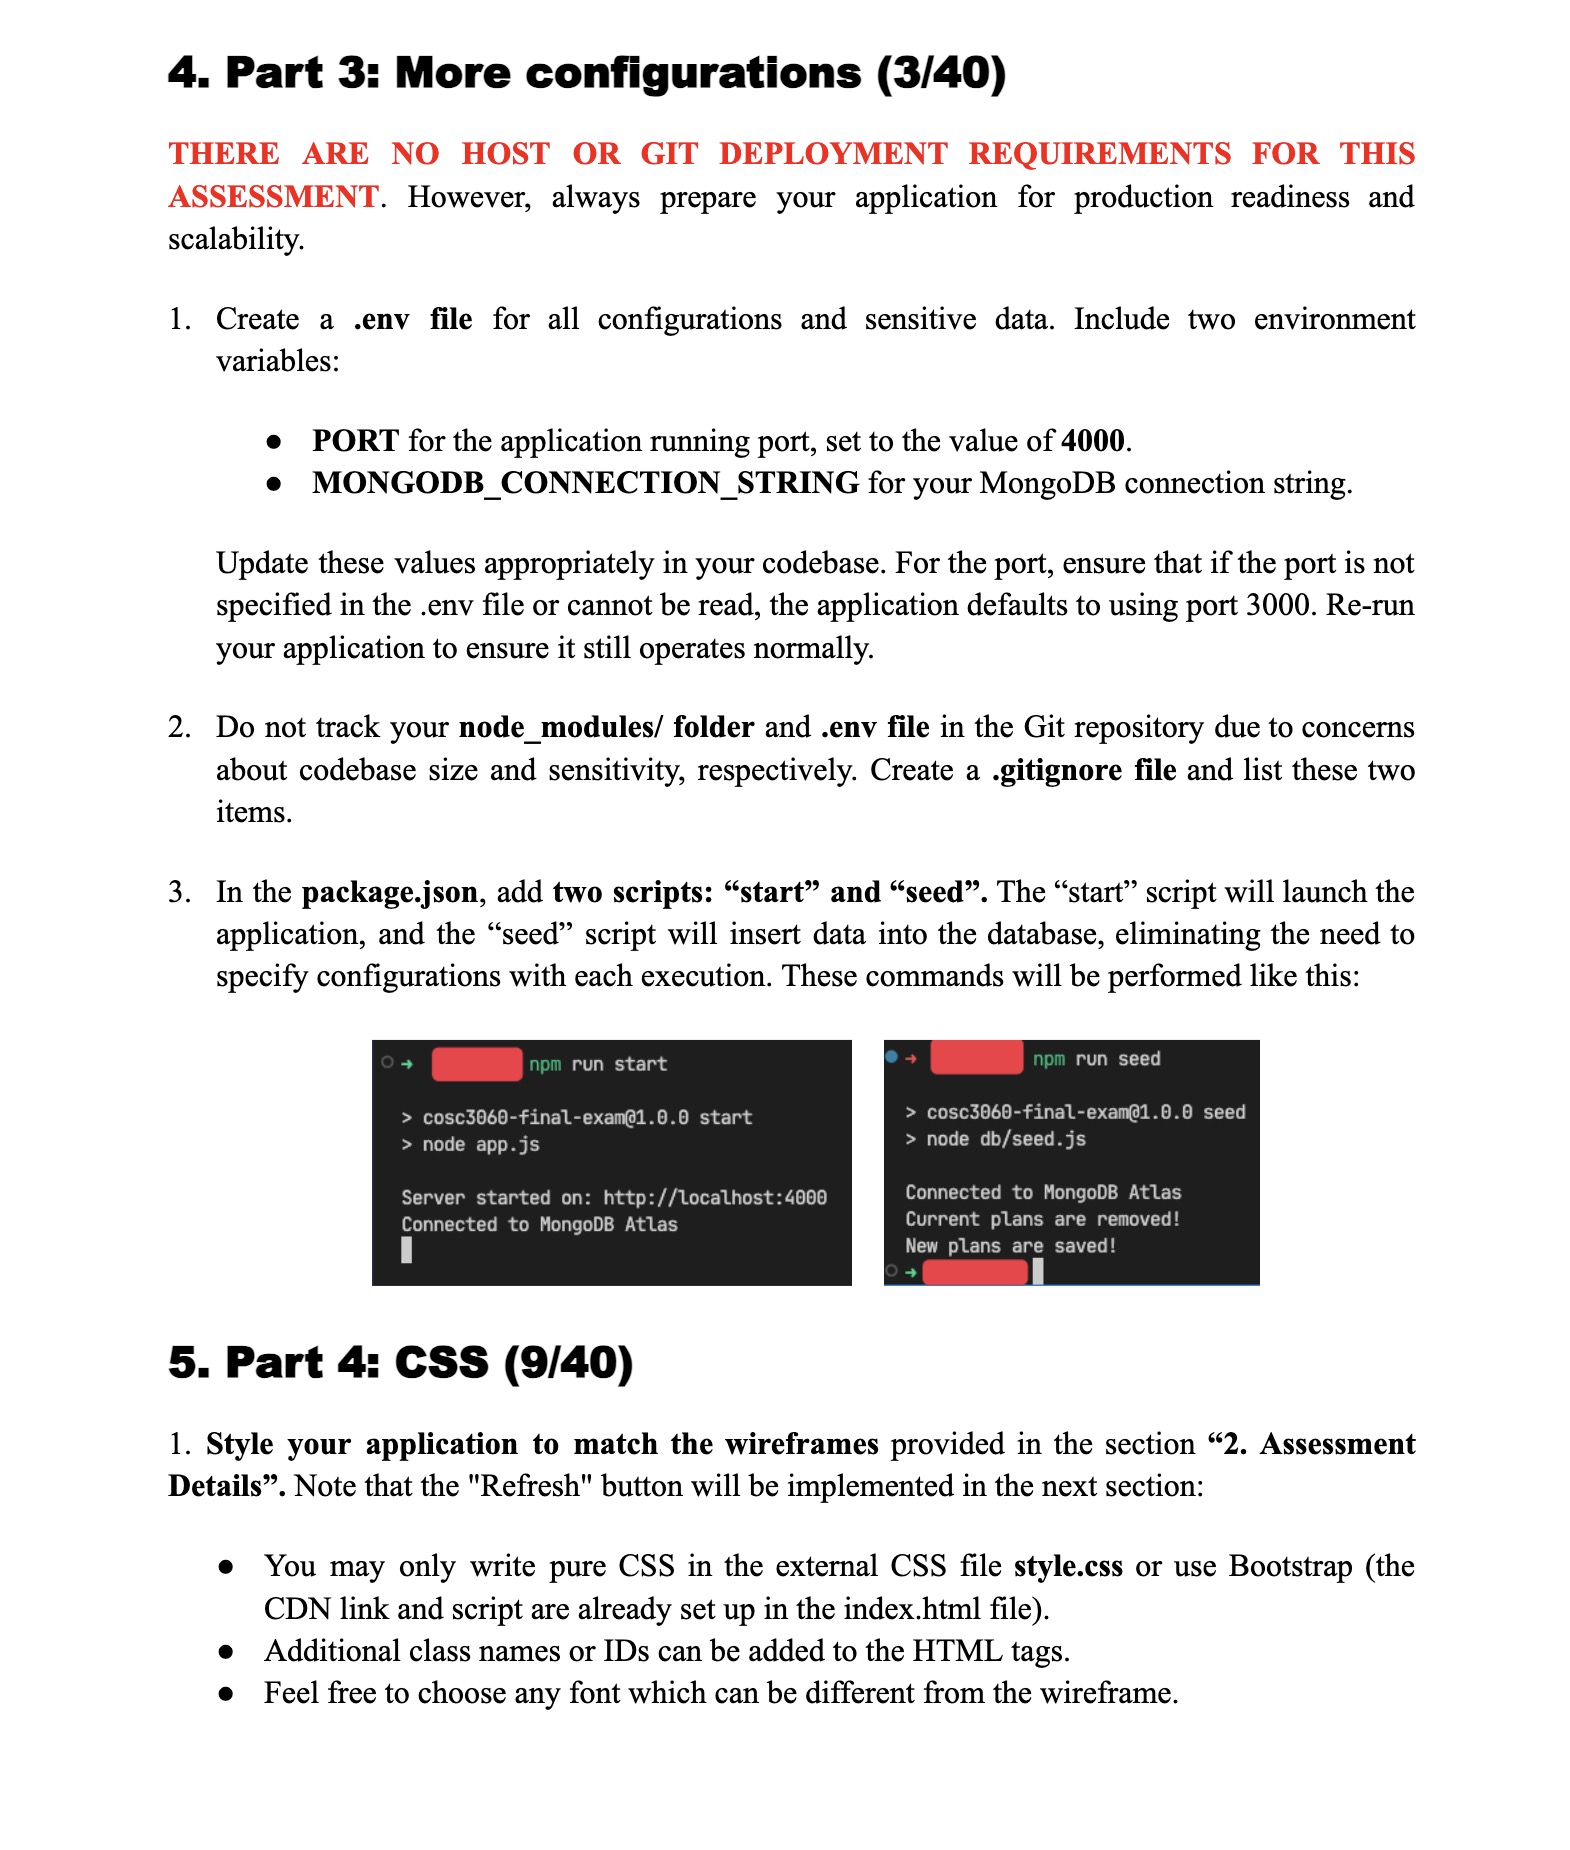 4. Part 3: More configurations (3/40)
THERE ARE NO HOST OR GIT DEPLOYMENT REQUIREMENTS FOR THIS
ASSESSMENT. However, always prepare your application for production readiness and
scalability.
1. Create a .env file for all configurations and sensitive data. Include two environment
variables:
● PORT for the application running port, set to the value of 4000.
● MONGODB_CONNECTION_STRING for your MongoDB connection string.
Update these values appropriately in your codebase. For the port, ensure that if the port is not
specified in the .env file or cannot be read, the application defaults to using port 3000. Re-run
your application to ensure it still operates normally.
2. Do not track your node_modules/ folder and .env file in the Git repository due to concerns
about codebase size and sensitivity, respectively. Create a .gitignore file and list these two
items.
3. In the package.json, add two scripts: “start” and “seed”. The “start” script will launch the
application, and the “seed” script will insert data into the database, eliminating the need to
specify configurations with each execution. These commands will be performed like this:
npm run start
> cosc3060-final-exam@1.0.0 start
> node app.js
Server started on: http://localhost:4000
Connected to MongoDB Atlas
npm run seed
> cosc3060-final-exam@1.0.0 seed
> node db/seed.js
Connected to MongoDB Atlas
Current plans are removed!
New plans are saved!
5. Part 4: CSS (9/40)
1. Style your application to match the wireframes provided in the section “2. Assessment
Details”. Note that the "Refresh" button will be implemented in the next section:
● You may only write pure CSS in the external CSS file style.css or use Bootstrap (the
CDN link and script are already set up in the index.html file).
● Additional class names or IDs can be added to the HTML tags.
● Feel free to choose any font which can be different from the wireframe.